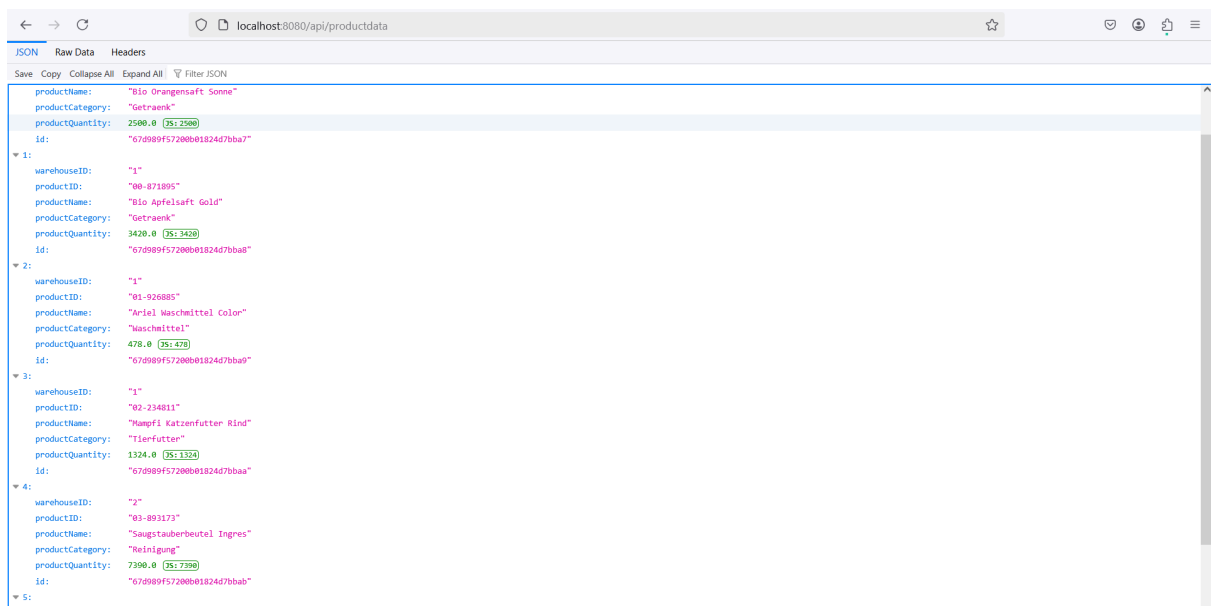 localhost:8080/api/productdata
JSON Raw Data Headers
Save Copy Collapse All Expand All Filter JSON
productName: "Bio Orangensaft Sonne"
productCategory: "Getraenk"
productQuantity: 2500.0 JS: 2500
id: "67d989f57200b01824d7bba7"
1:
warehouseID: "1"
productID: "00-871895"
productName: "Bio Apfelsaft Gold"
productCategory: "Getraenk"
productQuantity: 3420.0 JS: 3420
id: "67d989f57200b01824d7bba8"
2:
warehouseID: "1"
productID: "01-926885"
productName: "Ariel Waschmittel Color"
productCategory: "Waschmittel"
productQuantity: 478.0 JS: 478
id: "67d989f57200b01824d7bba9"
3:
warehouseID: "1"
productID: "02-234811"
productName: "Mampfi Katzenfutter Rind"
productCategory: "Tierfutter"
productQuantity: 1324.0 JS: 1324
id: "67d989f57200b01824d7bbaa"
4:
warehouseID: "2"
productID: "03-893173"
productName: "Saugstauberbeutel Ingres"
productCategory: "Reinigung"
productQuantity: 7390.0 JS: 7390
id: "67d989f57200b01824d7bbab"
5: